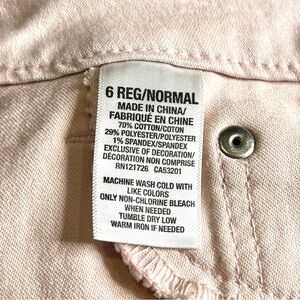 6 REG/NORMAL
MADE IN CHINA/
FABRIQUÉ EN CHINE
70% COTTON/COTON
29% POLYESTER/POLYESTER
1% SPANDEX/SPANDEX
EXCLUSIVE OF DECORATION/
DÉCORATION NON COMPRISE
RN121726 CA53201
MACHINE WASH COLD WITH
LIKE COLORS
ONLY NON-CHLORINE BLEACH
WHEN NEEDED
TUMBLE DRY LOW
WARM IRON IF NEEDED